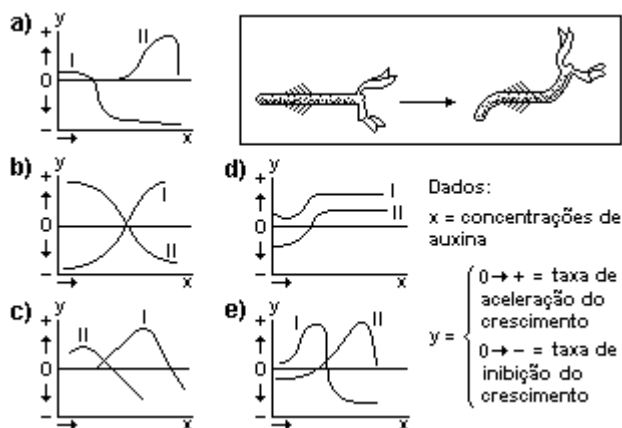 a) y
+
0
−
x
I
II
b) y
+
0
−
x
I
II
c) y
+
0
−
x
II
I
d) y
+
0
−
x
I
II
e) y
+
0
−
x
I
II
Dados:
x = concentrações de
auxina
y =
0→ + = taxa de
aceleração do
crescimento
0→ − = taxa de
inibição do
crescimento